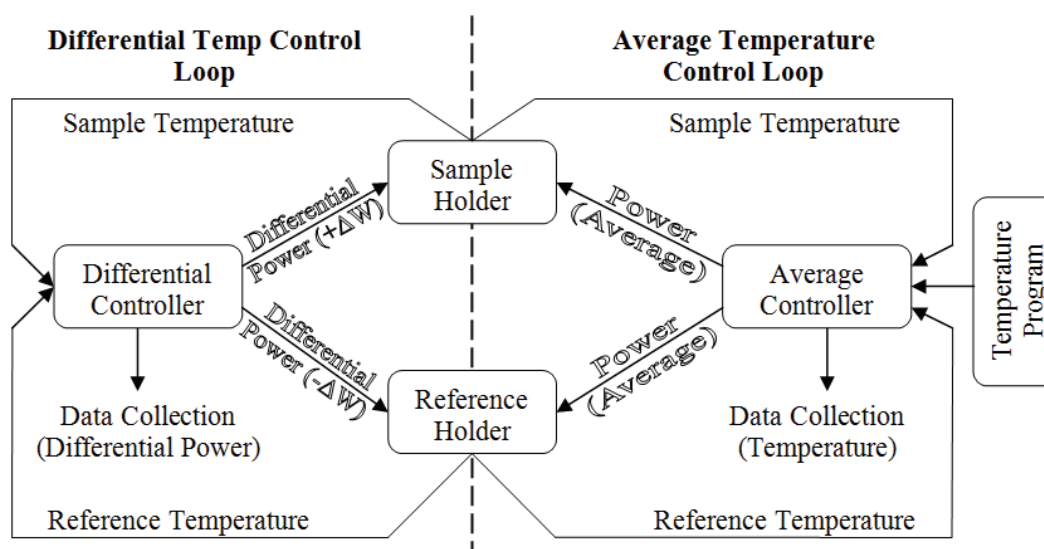 Differential Temp Control
Loop
Average Temperature
Control Loop
Sample Temperature
Sample Temperature
Sample
Holder
Differential
Power (+ΔW)
Power
(Average)
Differential
Controller
Average
Controller
Temperature
Program
Differential
Power (-ΔW)
Power
(Average)
Data Collection
(Differential Power)
Reference
Holder
Data Collection
(Temperature)
Reference Temperature
Reference Temperature